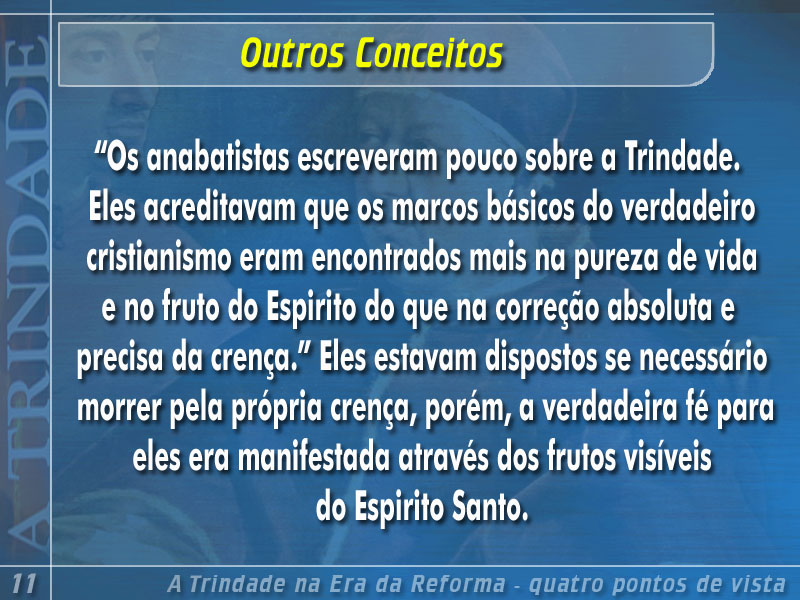 Outros Conceitos
“Os anabatistas escreveram pouco sobre a Trindade.
Eles acreditavam que os marcos básicos do verdadeiro
cristianismo eram encontrados mais na pureza de vida
e no fruto do Espirito do que na correção absoluta e
precisa da crença.” Eles estavam dispostos se necessário
morrer pela própria crença, porém, a verdadeira fé para
eles era manifestada através dos frutos visíveis
do Espirito Santo.
A TRINDADE
11
A Trindade na Era da Reforma - quatro pontos de vista